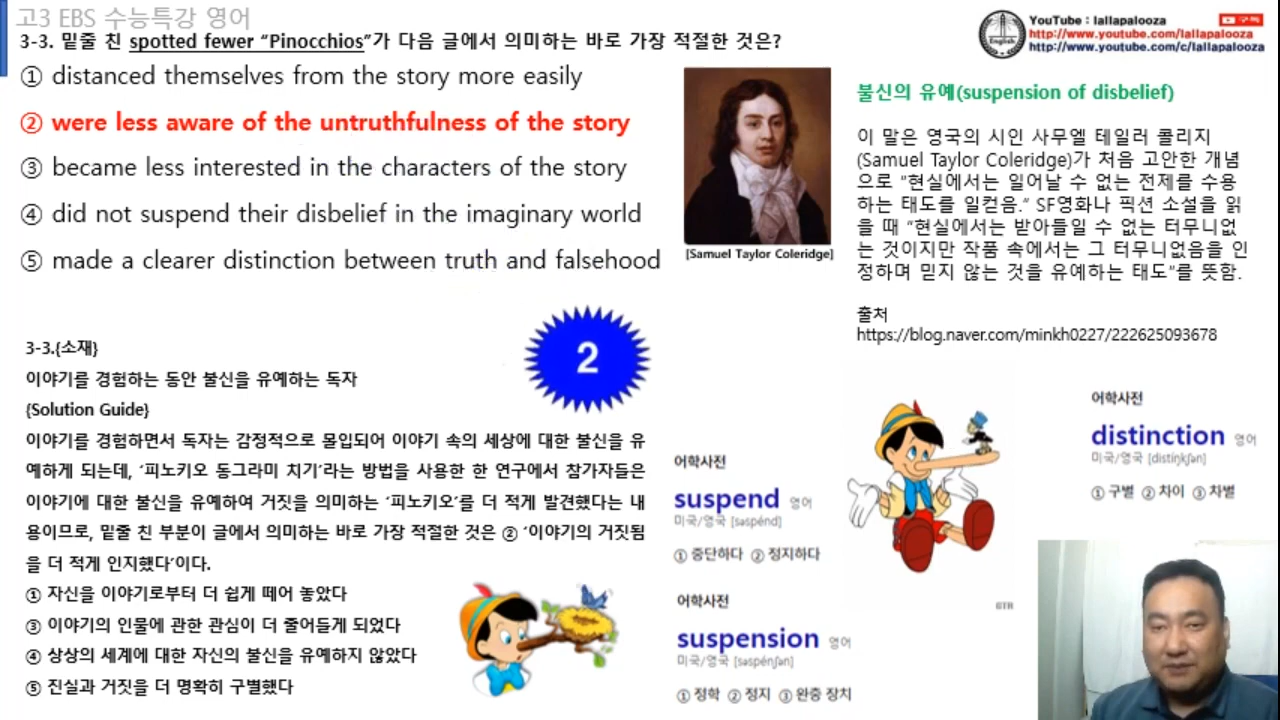 고3 EBS 수능특강 영어
3-3. 밑줄 친 spotted fewer “Pinocchios”가 다음 글에서 의미하는 바로 가장 적절한 것은?
① distanced themselves from the story more easily
② were less aware of the untruthfulness of the story
③ became less interested in the characters of the story
④ did not suspend their disbelief in the imaginary world
⑤ made a clearer distinction between truth and falsehood
[Samuel Taylor Coleridge]
YouTube : lallapalooza
구독
http://www.youtube.com/lallapalooza
http://www.youtube.com/c/lallapalooza
English
불신의 유예(suspension of disbelief)
이 말은 영국의 시인 사무엘 테일러 콜리지
(Samuel Taylor Coleridge)가 처음 고안한 개념
으로 “현실에서는 일어날 수 없는 전제를 수용
하는 태도를 일컫음.” SF영화나 픽션 소설을 읽
을 때 “현실에서는 받아들일 수 없는 터무니없
는 것이지만 작품 속에서는 그 터무니없음을 인
정하며 믿지 않는 것을 유예하는 태도”를 뜻함.
출처
https://blog.naver.com/minkh0227/222625093678
3-3.{소재}
이야기를 경험하는 동안 불신을 유예하는 독자
{Solution Guide}
이야기를 경험하면서 독자는 감정적으로 몰입되어 이야기 속의 세상에 대한 불신을 유
예하게 되는데, ‘피노키오 동그라미 치기’라는 방법을 사용한 한 연구에서 참가자들은
이야기에 대한 불신을 유예하여 거짓을 의미하는 ‘피노키오’를 더 적게 발견했다는 내
용이므로, 밑줄 친 부분이 글에서 의미하는 바로 가장 적절한 것은 ② ‘이야기의 거짓됨
을 더 적게 인지했다’이다.
① 자신을 이야기로부터 더 쉽게 떼어 놓았다
③ 이야기의 인물에 관한 관심이 더 줄어들게 되었다
④ 상상의 세계에 대한 자신의 불신을 유예하지 않았다
⑤ 진실과 거짓을 더 명확히 구별했다
2
어학사전
suspend 영어
미국/영국 [səspénd]
① 중단하다 ② 정지하다
어학사전
suspension 영어
미국/영국 [səspénʃən]
① 정학 ② 정지 ③ 완중 장치
GTR
어학사전
distinction 영어
미국/영국 [distíŋkʃən]
① 구별 ② 차이 ③ 차별